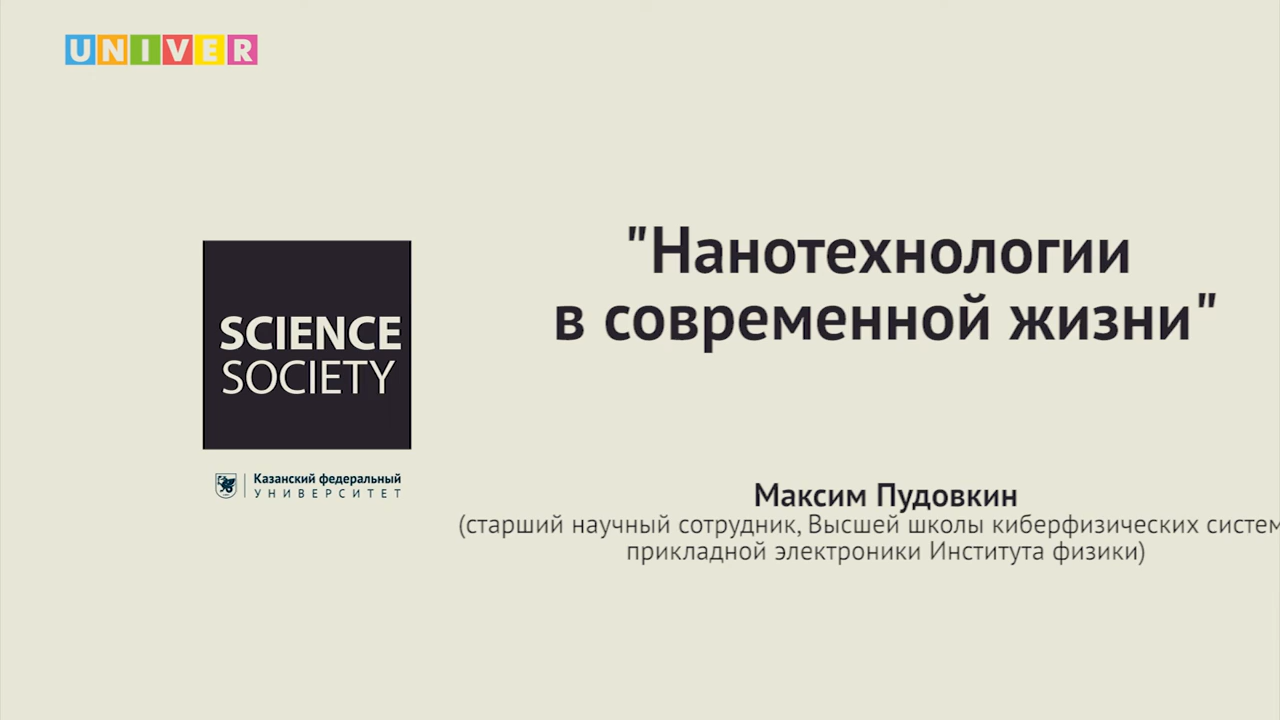 UNIVER
"Нанотехнологии
в современной жизни"
SCIENCE
SOCIETY
Казанский федеральный
УНИВЕРСИТЕТ
Максим Пудовкин
(старший научный сотрудник, Высшей школы киберфизических систем
прикладной электроники Института физики)